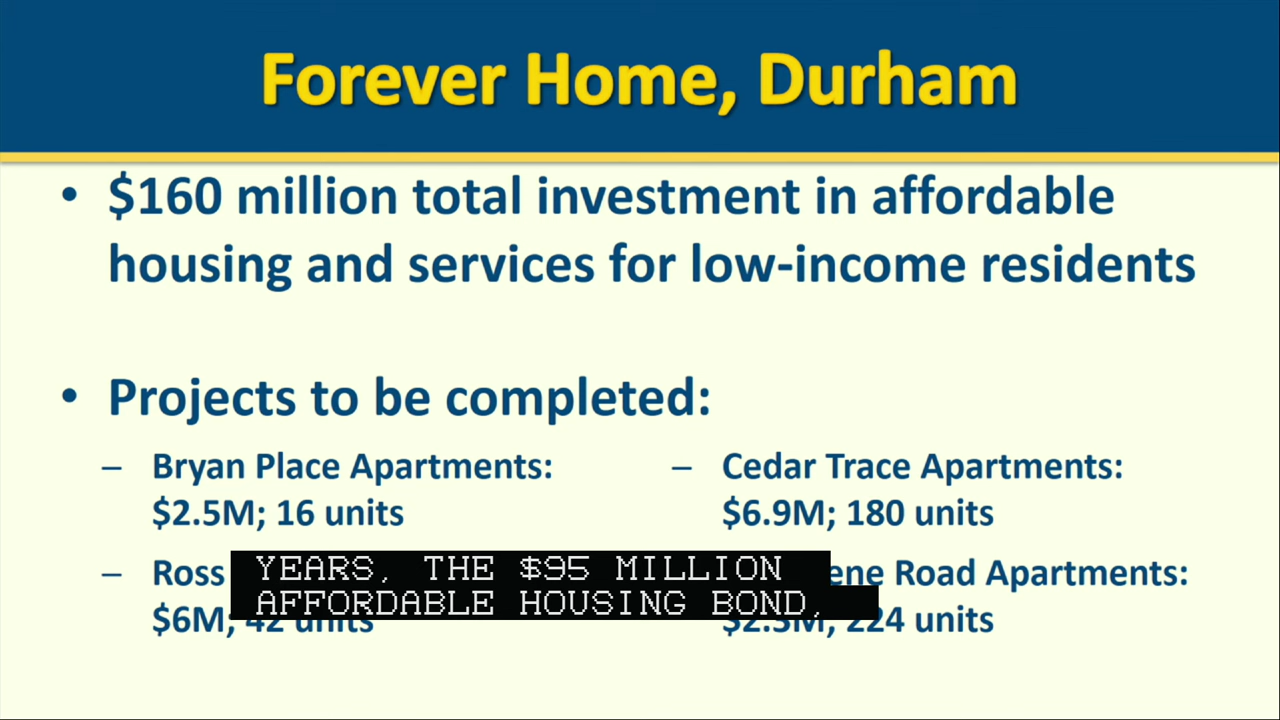 Forever Home, Durham
• $160 million total investment in affordable
housing and services for low-income residents
• Projects to be completed:
– Bryan Place Apartments:
$2.5M; 16 units
– Cedar Trace Apartments:
$6.9M; 180 units
– Ross
$6M; 42 units
Road Apartments:
224 units
YEARS, THE $95 MILLION
AFFORDABLE HOUSING BOND,